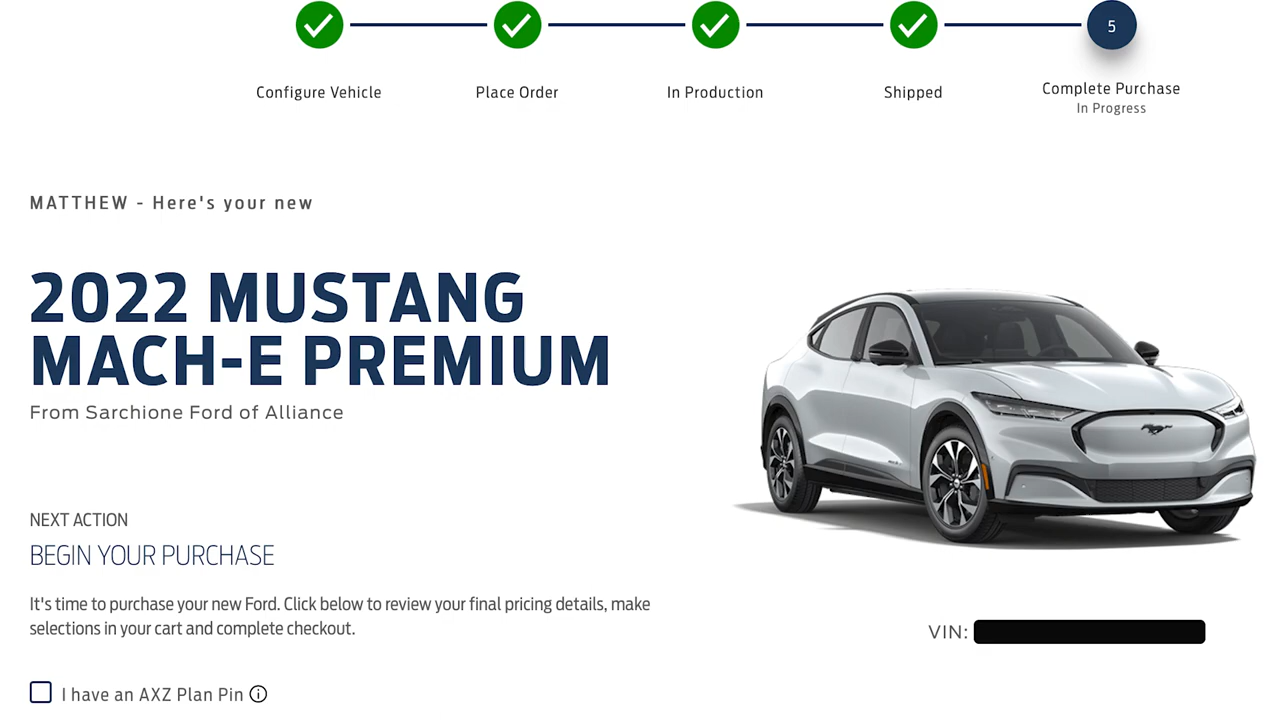 5
Configure Vehicle
Place Order
In Production
Shipped
Complete Purchase
In Progress
MATTHEW - Here's your new
2022 MUSTANG
MACH-E PREMIUM
From Sarchione Ford of Alliance
NEXT ACTION
BEGIN YOUR PURCHASE
It's time to purchase your new Ford. Click below to review your final pricing details, make
selections in your cart and complete checkout.
VIN:
I have an AXZ Plan Pin